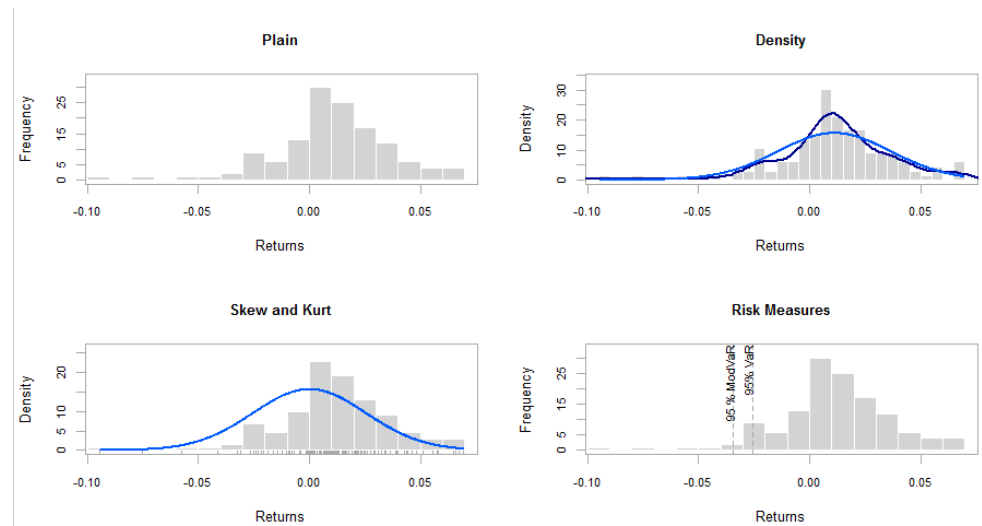 Plain
Frequency
25
15
5
0
-0.10 -0.05 0.00 0.05
Returns
Density
Density
30
20
10
0
-0.10 -0.05 0.00 0.05
Returns
Skew and Kurt
Density
20
10
5
0
-0.10 -0.05 0.00 0.05
Returns
Risk Measures
Frequency
25
15
5
0
95 % ModVaR
95% VaR
-0.10 -0.05 0.00 0.05
Returns